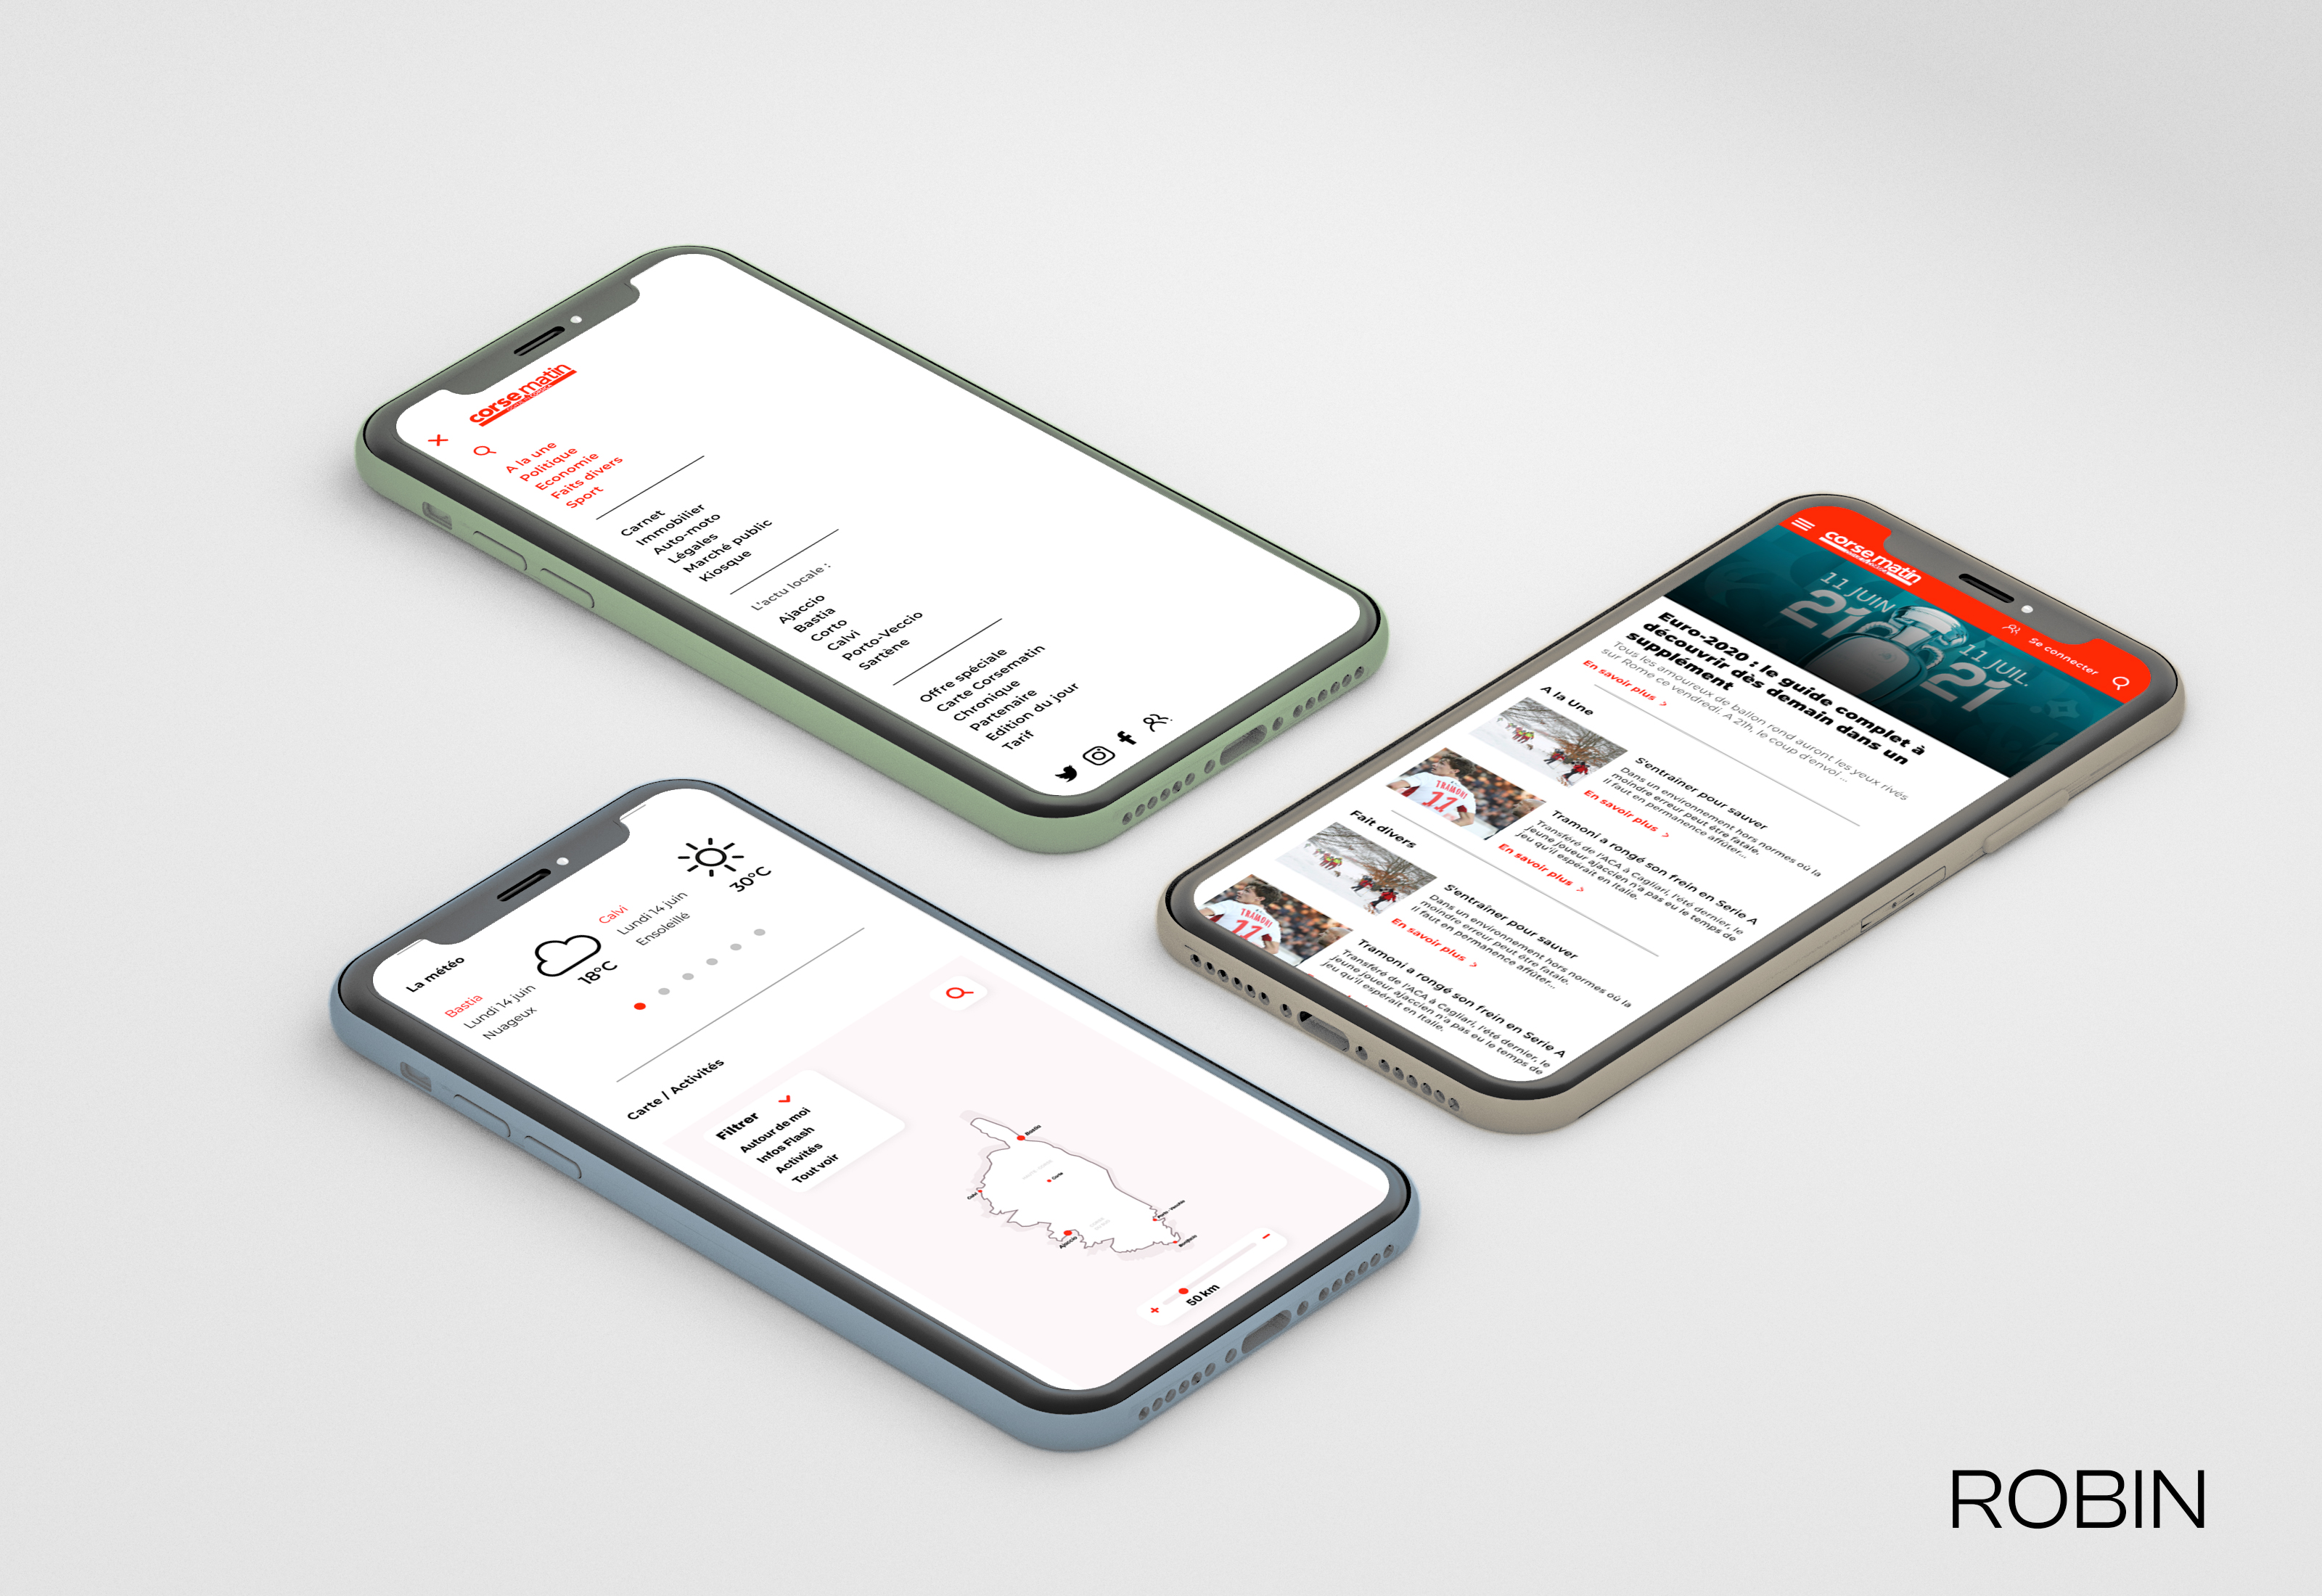 corse matin
A la une
Politique
Economie
Faits divers
Sport
Carnet
Immobilier
Auto-moto
Légales
Marché public
Kiosque
L'actu locale :
Ajaccio
Bastia
Corto
Calvi
Porto-Veccio
Sartène
Offre spéciale
Carte Corsematin
Chronique
Partenaire
Edition du jour
Tarif
corse matin
Se connecter
11 JUIN
21
11 JUIL.
21
Euro-2020 : le guide complet à
découvrir dès demain dans un
supplément
Tous les amoureux de ballon rond auront les yeux rivés
sur Rome ce vendredi. A 21h, le coup d'envoi ...
En savoir plus >
A la Une
S'entraîner pour sauver
Dans un environnement hors normes où la
moindre erreur peut être fatale.
Il faut en permanence affûter...
En savoir plus >
TRAMONI
11
Tramoni a rongé son frein en Serie A
Transféré de l'ACA à Cagliari, l'été dernier, le
jeune joueur ajaccien n'a pas eu le temps de
jeu qu'il espérait en Italie.
En savoir plus >
Fait divers
S'entraîner pour sauver
Dans un environnement hors normes où la
moindre erreur peut être fatale.
Il faut en permanence affûter...
En savoir plus >
TRAMONI
11
Tramoni a rongé son frein en Serie A
Transféré de l'ACA à Cagliari, l'été dernier, le
jeune joueur ajaccien n'a pas eu le temps de
jeu qu'il espérait en Italie.
La météo
Bastia
Lundi 14 juin
Nuageux
18°C
Calvi
Lundi 14 juin
Ensoleillé
30°C
Carte / Activités
Filtrer
Autour de moi
Infos Flash
Activités
Tout voir
Bastia
Corte
Calvi
Ajaccio
Porto - Vecchio
Bonifacio
+
50 km
-
ROBIN